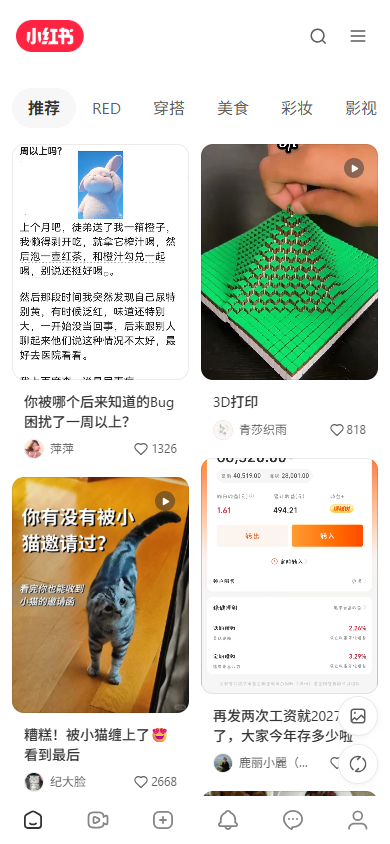 小红书
推荐 RED 穿搭 美食 彩妆 影视
周以上吗？
上个月吧，徒弟送了我一箱橙子，
我懒得剥开吃，就拿它榨汁喝，然
后泡一壶红茶，和橙汁勾兑一起
喝，别说还挺好喝。
然后那段时间我突然发现自己尿特
别黄，有时候泛红，味道还特别
大，一开始没当回事，后来跟别人
聊起来他们说这种情况不太好，最
好去医院看看。
你被哪个后来知道的Bug
困扰了一周以上？
萍萍 1326
3D打印
青莎织雨 818
你有没有被小
猫邀请过?
看完你也能收到
小猫的邀请函
糟糕！被小猫缠上了😍
看到最后
纪大脸 2668
40,519.00 28,001.00
1.61 494.21
转出 转入
定时转入
2.26%
3.29%
再发两次工资就2027
了，大家今年存多少啦
鹿丽小麗（...